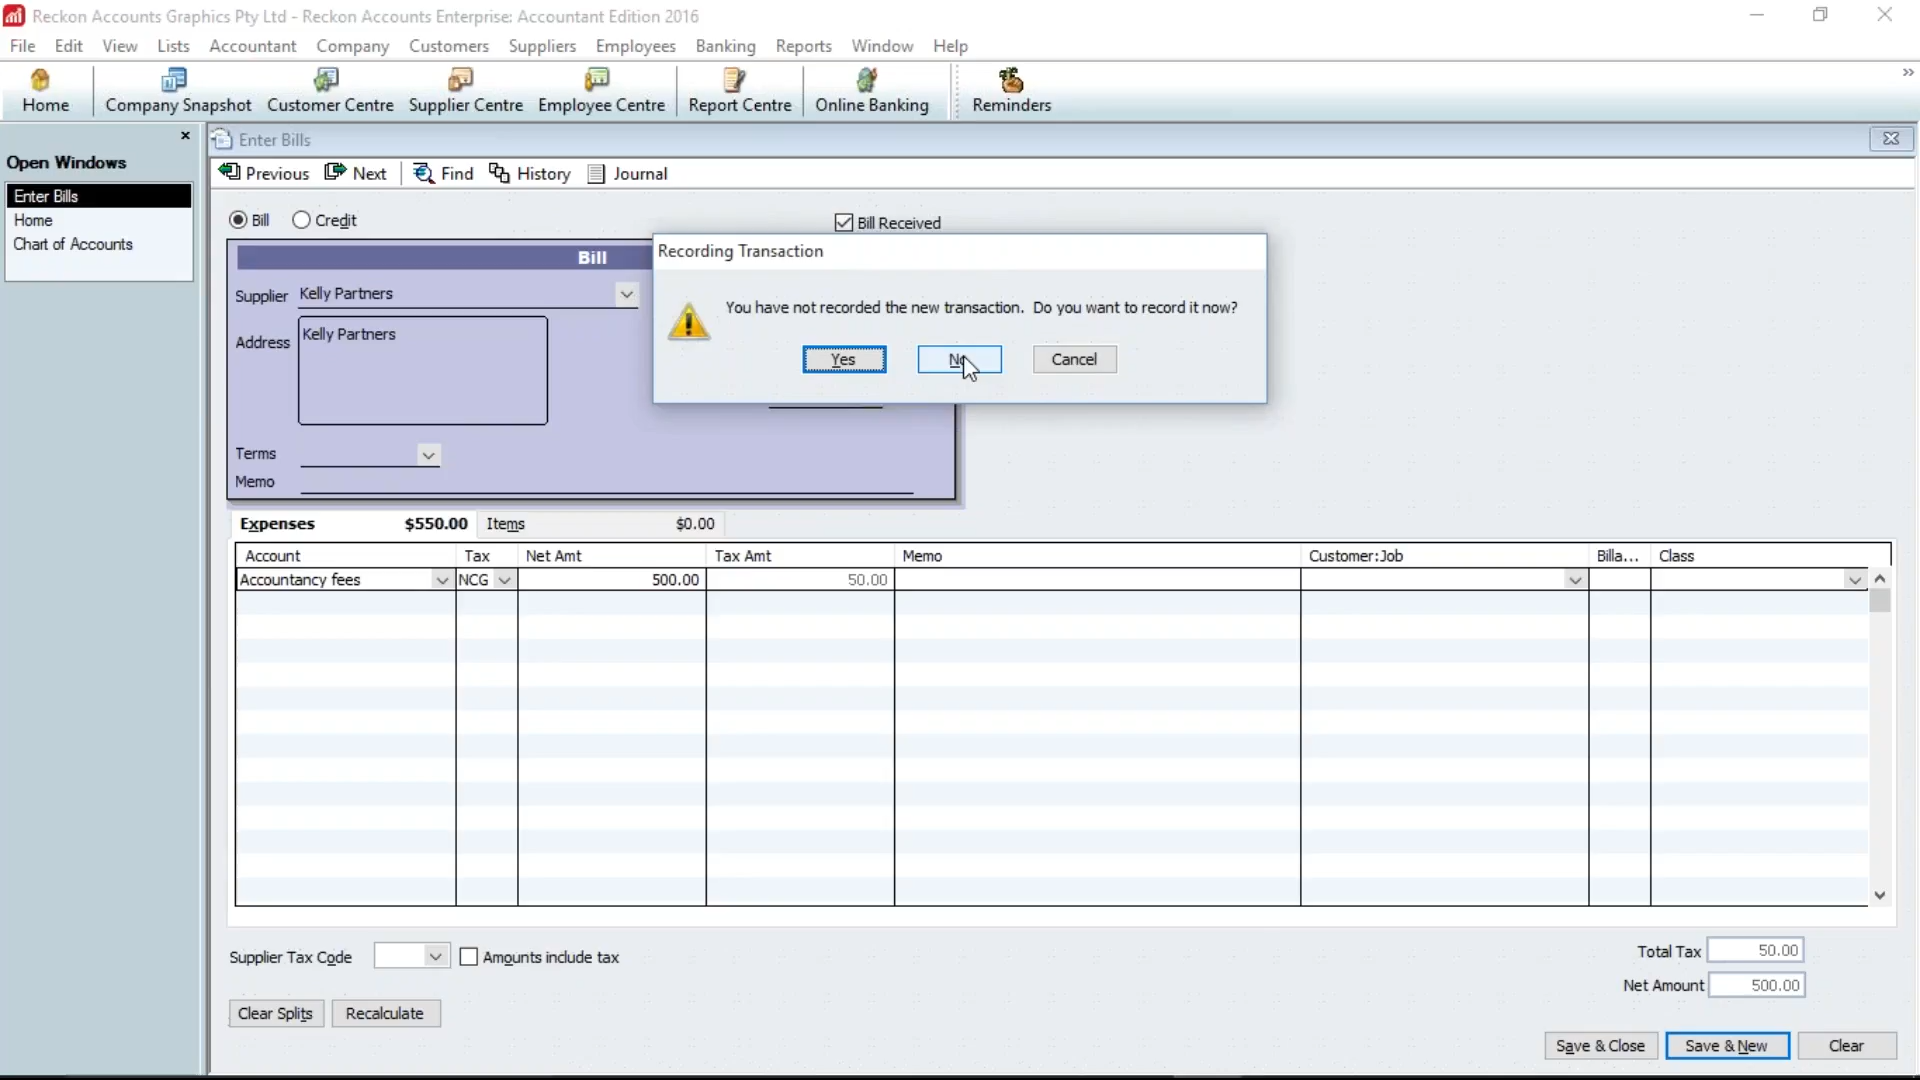 Reckon Accounts Graphics Pty Ltd - Reckon Accounts Enterprise: Accountant Edition 2016
File Edit View Lists Accountant Company Customers Suppliers Employees Banking Reports Window Help
Home Company Snapshot Customer Centre Supplier Centre Employee Centre Report Centre Online Banking Reminders
Open Windows
Enter Bills
Home
Chart of Accounts
Enter Bills
Previous Next Find History Journal
Bill Credit Bill Received
Bill
Supplier Kelly Partners
Address Kelly Partners
Terms
Memo
Recording Transaction
You have not recorded the new transaction. Do you want to record it now?
Yes No Cancel
Expenses $550.00 Items $0.00
Account Tax Net Amt Tax Amt Memo Customer:Job Billa... Class
Accountancy fees NCG 500.00 50.00
Supplier Tax Code Amounts include tax
Total Tax 50.00
Net Amount 500.00
Clear Splits Recalculate
Save & Close Save & New Clear